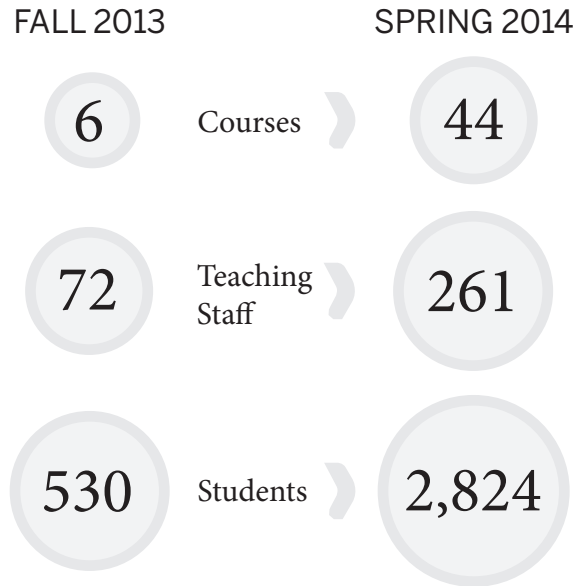 FALL 2013 SPRING 2014
6 Courses 44
72 Teaching Staff 261
530 Students 2,824